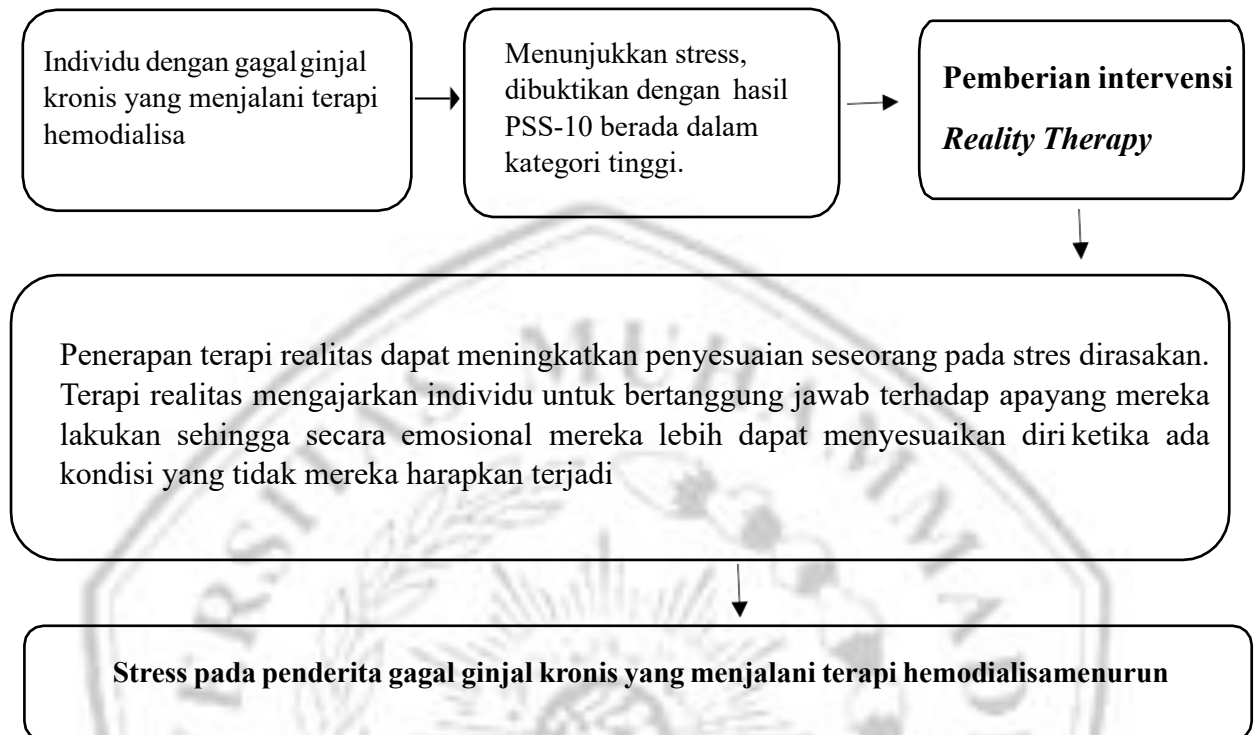 Individu dengan gagal ginjal
kronis yang menjalani terapi
hemodialisa
Menunjukkan stress,
dibuktikan dengan hasil
PSS-10 berada dalam
kategori tinggi.
Pemberian intervensi
Reality Therapy
Penerapan terapi realitas dapat meningkatkan penyesuaian seseorang pada stres dirasakan.
Terapi realitas mengajarkan individu untuk bertanggung jawab terhadap apayang mereka
lakukan sehingga secara emosional mereka lebih dapat menyesuaikan diri ketika ada
kondisi yang tidak mereka harapkan terjadi
Stress pada penderita gagal ginjal kronis yang menjalani terapi hemodialisamenurun